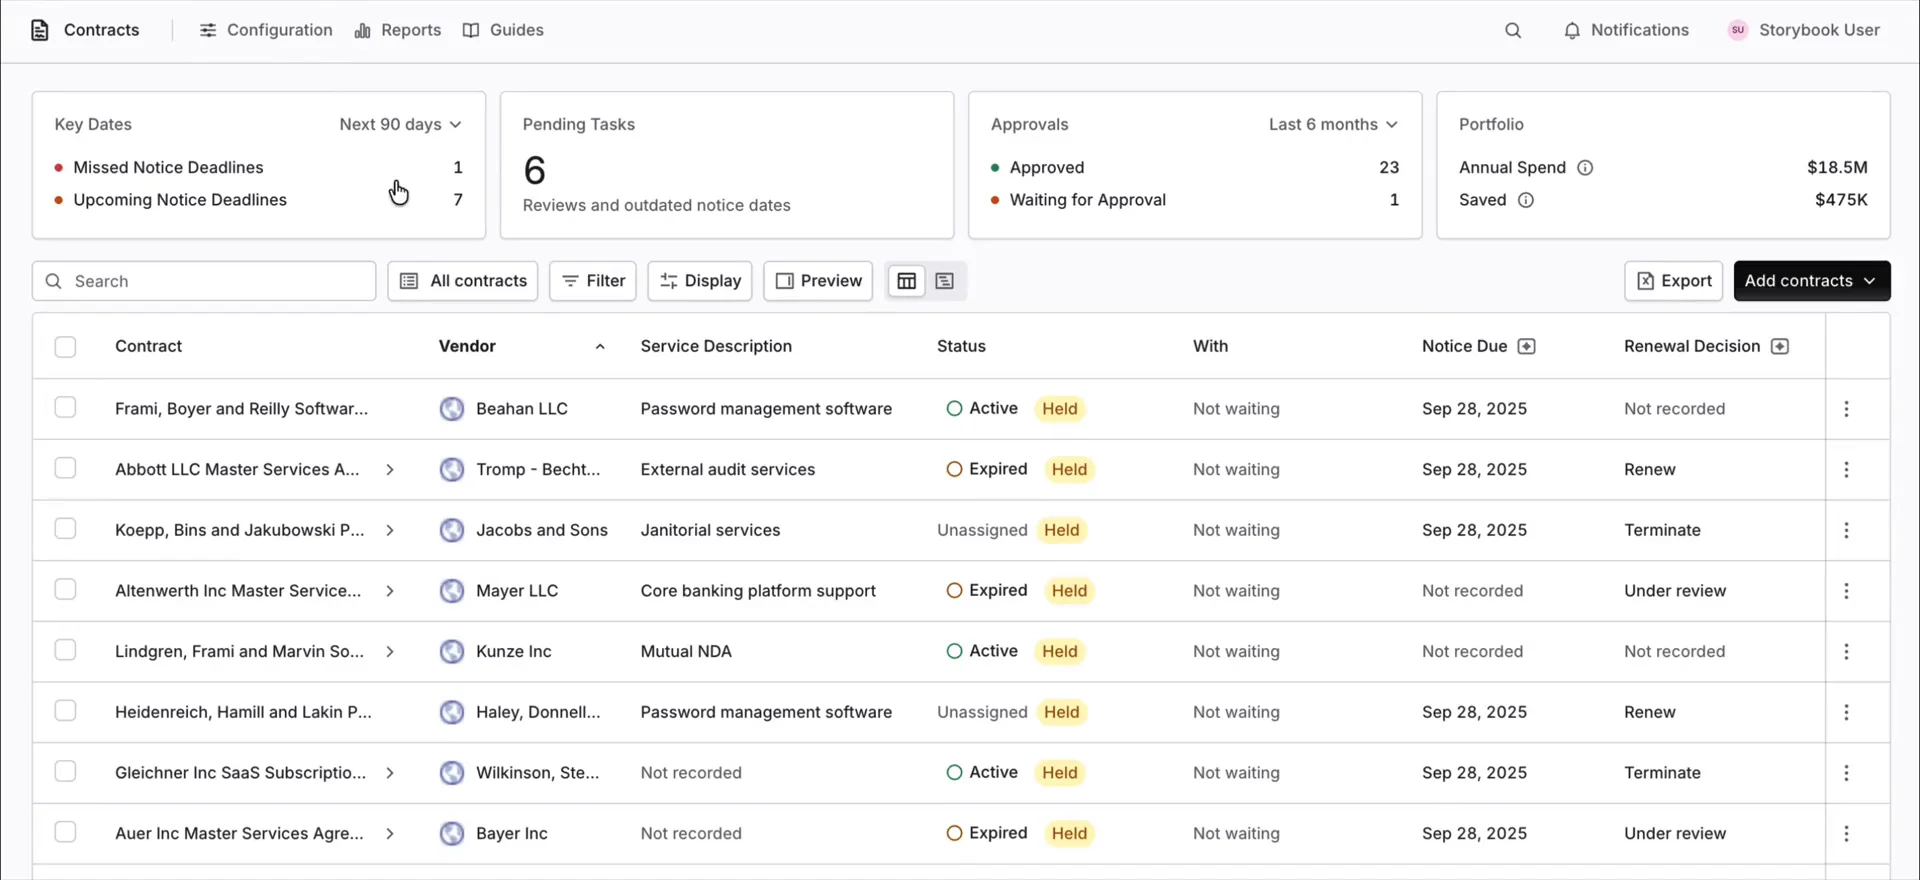 Contracts Configuration Reports Guides Notifications SU Storybook User
Key Dates Next 90 days
Missed Notice Deadlines 1
Upcoming Notice Deadlines 7
Pending Tasks
6
Reviews and outdated notice dates
Approvals Last 6 months
Approved 23
Waiting for Approval 1
Portfolio
Annual Spend $18.5M
Saved $475K
Search All contracts Filter Display Preview Export Add contracts
Contract Vendor Service Description Status With Notice Due Renewal Decision
Frami, Boyer and Reilly Softwar... Beahan LLC Password management software Active Held Not waiting Sep 28, 2025 Not recorded
Abbott LLC Master Services A... Tromp - Becht... External audit services Expired Held Not waiting Sep 28, 2025 Renew
Koepp, Bins and Jakubowski P... Jacobs and Sons Janitorial services Unassigned Held Not waiting Sep 28, 2025 Terminate
Altenwerth Inc Master Service... Mayer LLC Core banking platform support Expired Held Not waiting Not recorded Under review
Lindgren, Frami and Marvin So... Kunze Inc Mutual NDA Active Held Not waiting Not recorded Not recorded
Heidenreich, Hamill and Lakin P... Haley, Donnell... Password management software Unassigned Held Not waiting Sep 28, 2025 Renew
Gleichner Inc SaaS Subscriptio... Wilkinson, Ste... Not recorded Active Held Not waiting Sep 28, 2025 Terminate
Auer Inc Master Services Agre... Bayer Inc Not recorded Expired Held Not waiting Sep 28, 2025 Under review